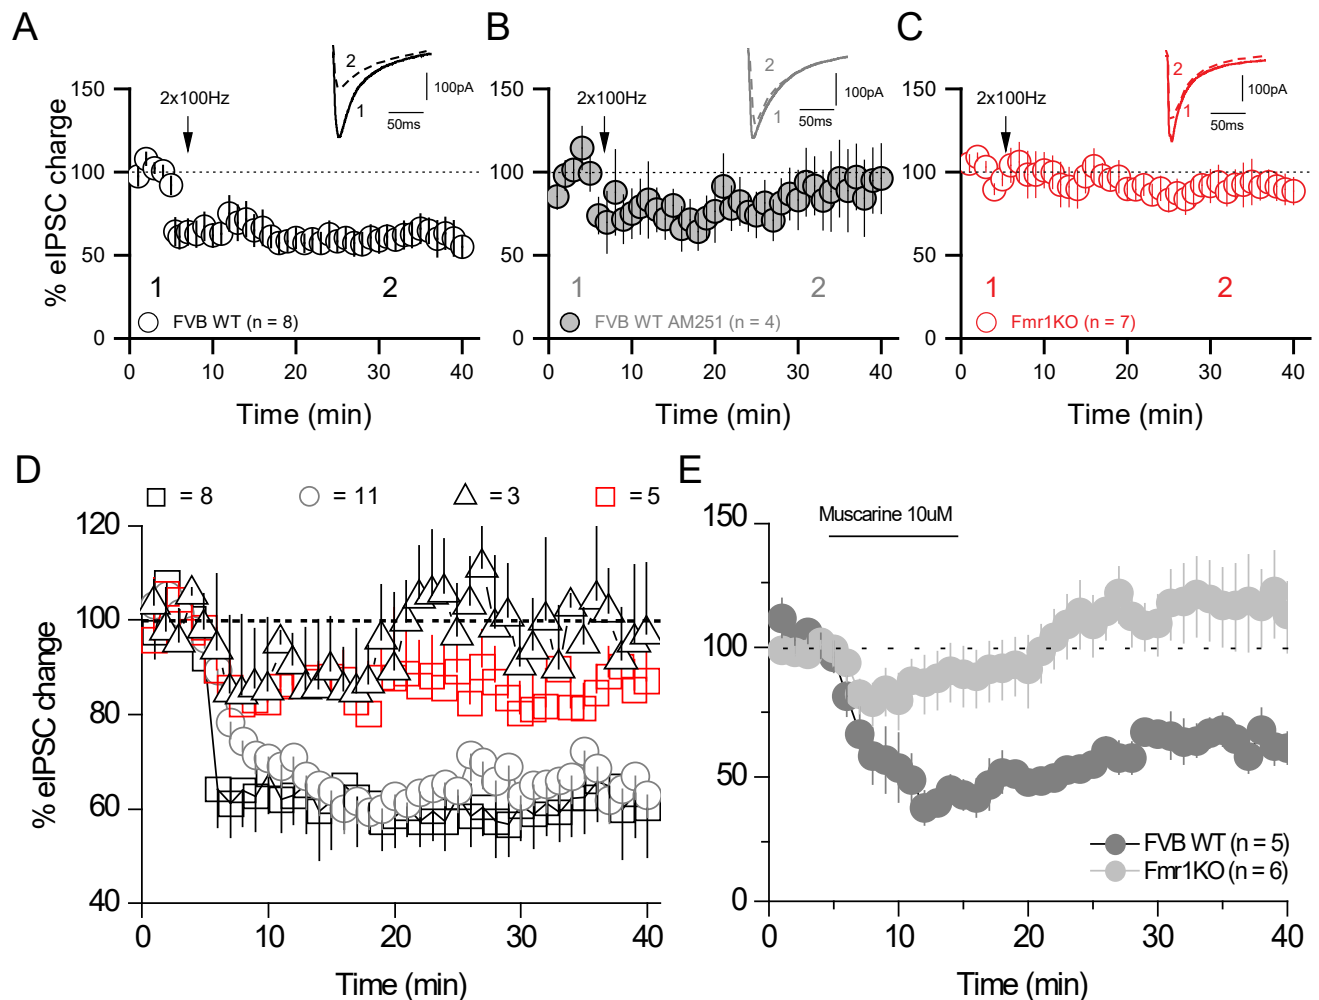 A
B
C
150
100
50
0
% eIPSC charge
2x100Hz
2
1
100pA
50ms
1
2
FVB WT (n = 8)
0
10
20
30
40
Time (min)
150
100
50
0
2x100Hz
2
1
100pA
50ms
1
2
FVB WT AM251 (n = 4)
0
10
20
30
40
Time (min)
150
100
50
0
2x100Hz
2
1
100pA
50ms
1
2
Fmr1KO (n = 7)
0
10
20
30
40
Time (min)
D
= 8
= 11
= 3
= 5
120
100
80
60
40
% eIPSC change
0
10
20
30
40
Time (min)
E
150
100
50
0
Muscarine 10uM
FVB WT (n = 5)
Fmr1KO (n = 6)
0
10
20
30
40
Time (min)